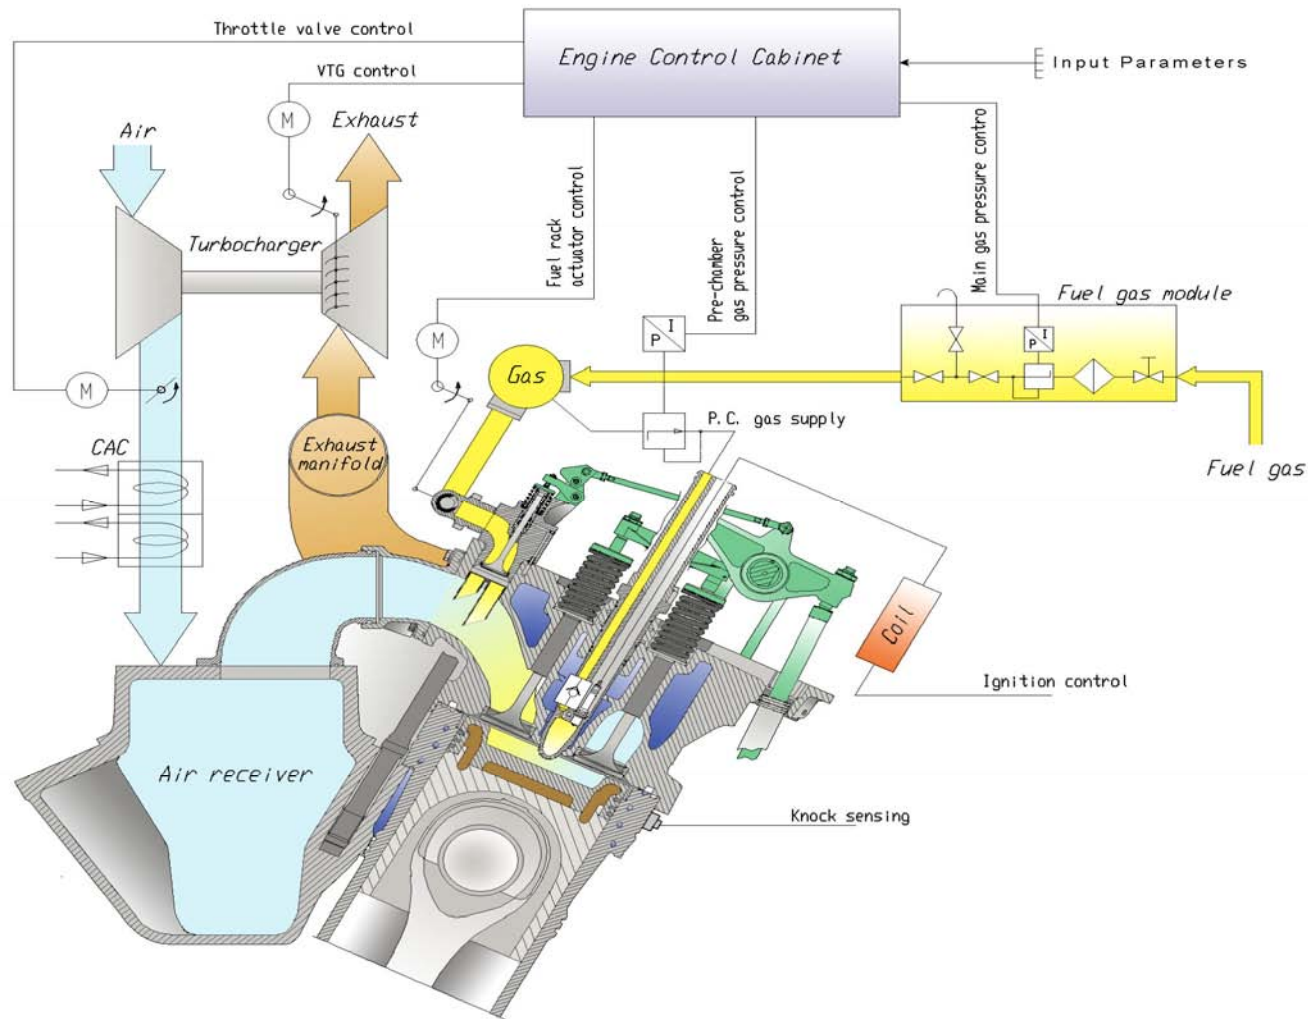 Throttle valve control
VTG control
Engine Control Cabinet
Input Parameters
M
Exhaust
Air
Turbocharger
Fuel rack
actuator control
Pre-chamber
gas pressure control
Main gas pressure contro
Fuel gas module
I
P
I
P
M
M
Gas
P.C. gas supply
Fuel gas
CAC
Exhaust
manifold
Coil
Ignition control
Air receiver
Knock sensing